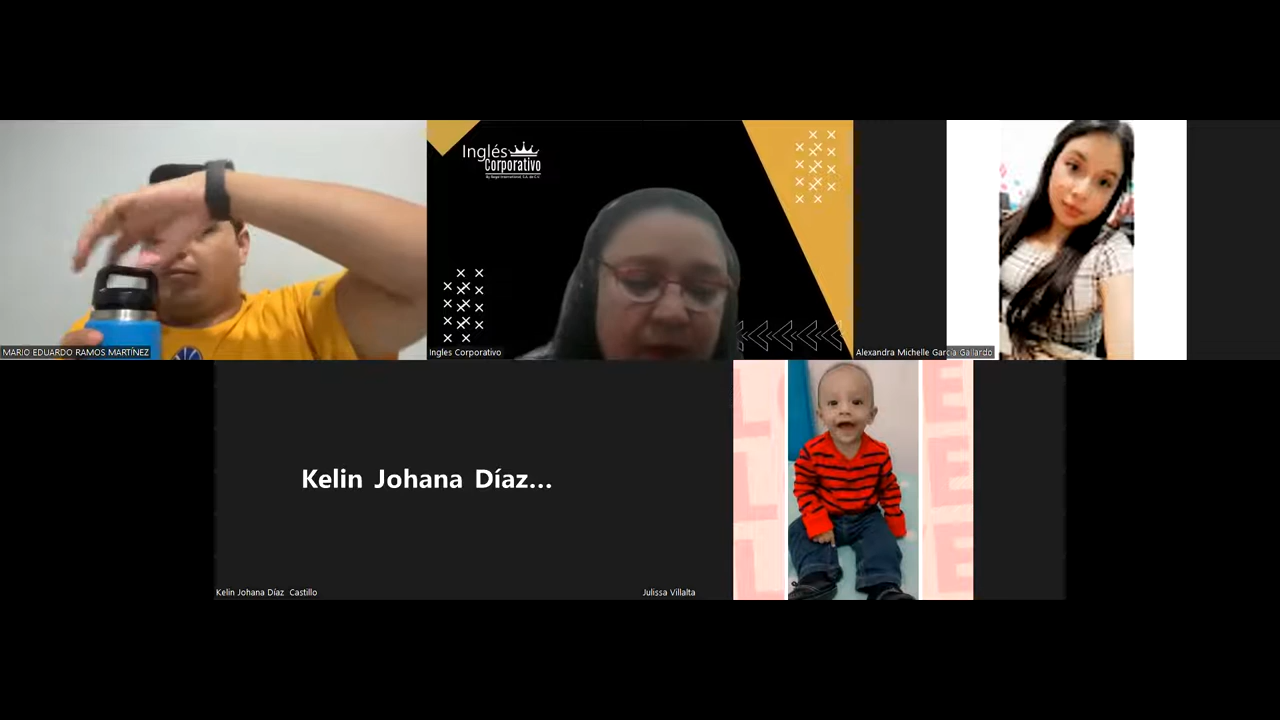 Inglés
Corporativo
MARIO EDUARDO RAMOS MARTÍNEZ
Ingles Corporativo
Alexandra Michelle García Gallardo
Kelin Johana Díaz...
Kelin Johana Díaz Castillo
Julissa Villalta